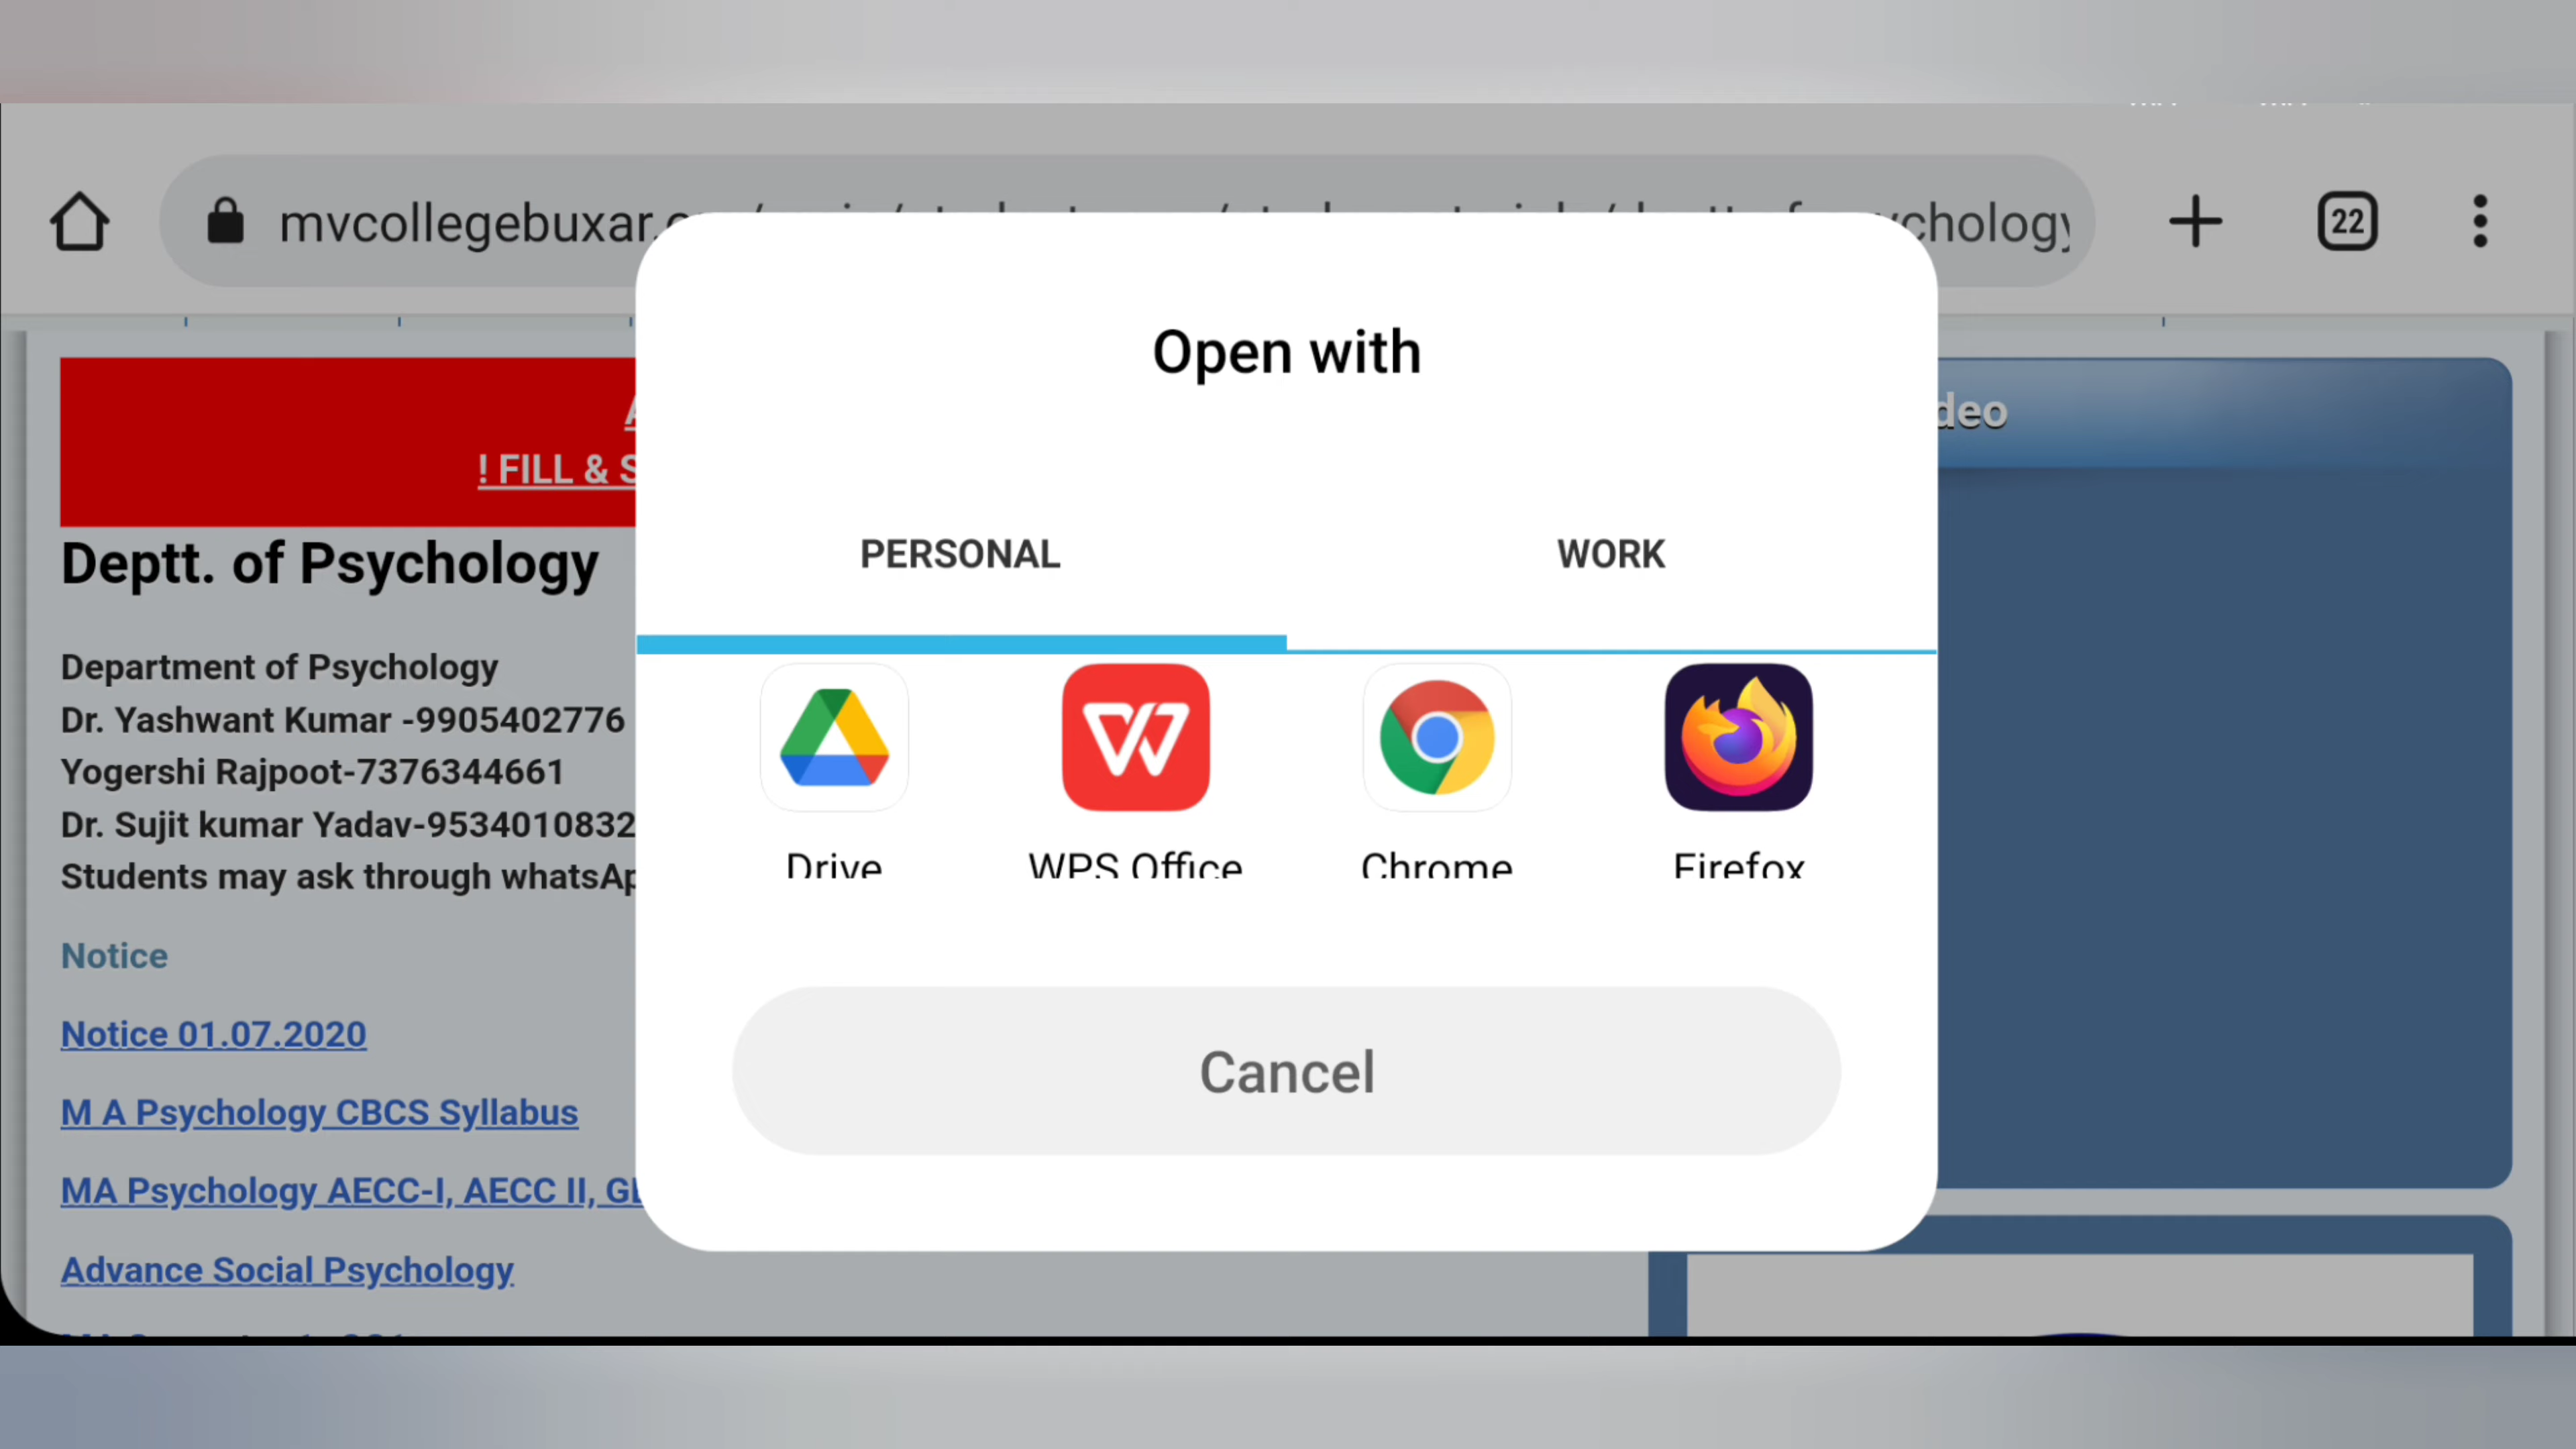 mvcollegebuxar.
chology
22
! FILL &
deo
Open with
PERSONAL
WORK
Deptt. of Psychology
Department of Psychology
Dr. Yashwant Kumar -9905402776
Yogershi Rajpoot-7376344661
Dr. Sujit kumar Yadav-9534010832
Students may ask through whatsAp
Drive
WPS Office
Chrome
Firefox
Notice
Notice 01.07.2020
Cancel
M A Psychology CBCS Syllabus
MA Psychology AECC-I, AECC II,
Advance Social Psychology